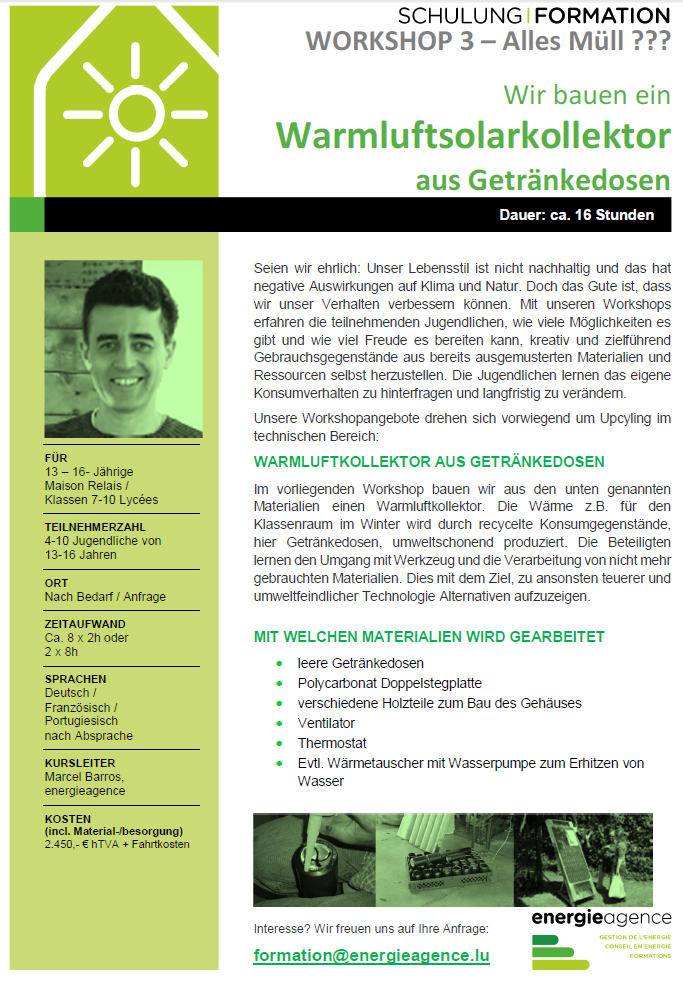 SCHULUNG|FORMATION
WORKSHOP 3 – Alles Müll ???
Wir bauen ein
Warmluftsolarkollektor
aus Getränkedosen
Dauer: ca. 16 Stunden
FÜR
13 – 16- Jährige
Maison Relais /
Klassen 7-10 Lycées
TEILNEHMERZAHL
4-10 Jugendliche von
13-16 Jahren
ORT
Nach Bedarf / Anfrage
ZEITAUFWAND
Ca. 8 x 2h oder
2 x 8h
SPRACHEN
Deutsch /
Französisch /
Portugiesisch
nach Absprache
KURSLEITER
Marcel Barros,
energieagence
KOSTEN
(incl. Material-/besorgung)
2.450,- € hTVA + Fahrtkosten
Seien wir ehrlich: Unser Lebensstil ist nicht nachhaltig und das hat
negative Auswirkungen auf Klima und Natur. Doch das Gute ist, dass
wir unser Verhalten verbessern können. Mit unseren Workshops
erfahren die teilnehmenden Jugendlichen, wie viele Möglichkeiten es
gibt und wie viel Freude es bereiten kann, kreativ und zielführend
Gebrauchsgegenstände aus bereits ausgemusterten Materialien und
Ressourcen selbst herzustellen. Die Jugendlichen lernen das eigene
Konsumverhalten zu hinterfragen und langfristig zu verändern.
Unsere Workshopangebote drehen sich vorwiegend um Upcyling im
technischen Bereich:
WARMLUFTKOLLEKTOR AUS GETRÄNKEDOSEN
Im vorliegenden Workshop bauen wir aus den unten genannten
Materialien einen Warmluftkollektor. Die Wärme z.B. für den
Klassenraum im Winter wird durch recycelte Konsumgegenstände,
hier Getränkedosen, umweltschonend produziert. Die Beteiligten
lernen den Umgang mit Werkzeug und die Verarbeitung von nicht mehr
gebrauchten Materialien. Dies mit dem Ziel, zu ansonsten teuerer und
umweltfeindlicher Technologie Alternativen aufzuzeigen.
MIT WELCHEN MATERIALIEN WIRD GEARBEITET
• leere Getränkedosen
• Polycarbonat Doppelstegplatte
• verschiedene Holzteile zum Bau des Gehäuses
• Ventilator
• Thermostat
• Evtl. Wärmetauscher mit Wasserpumpe zum Erhitzen von
Wasser
Interesse? Wir freuen uns auf Ihre Anfrage:
formation@energieagence.lu
energieagence
GESTION DE L'ENERGIE
CONSEIL EN ENERGIE
FORMATIONS